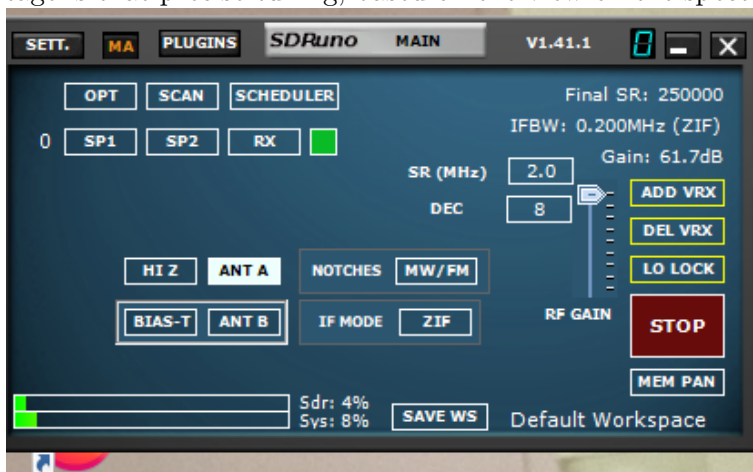 SETT.
MA
PLUGINS
SDRuno
MAIN
V1.41.1
8
OPT
SCAN
SCHEDULER
Final SR: 250000
IFBW: 0.200MHz (ZIF)
Gain: 61.7dB
0
SP1
SP2
RX
SR (MHz)
2.0
ADD VRX
DEC
8
DEL VRX
HI Z
ANT A
NOTCHES
MW/FM
LO LOCK
BIAS-T
ANT B
IF MODE
ZIF
RF GAIN
STOP
MEM PAN
Sdr: 4%
Sys: 8%
SAVE WS
Default Workspace